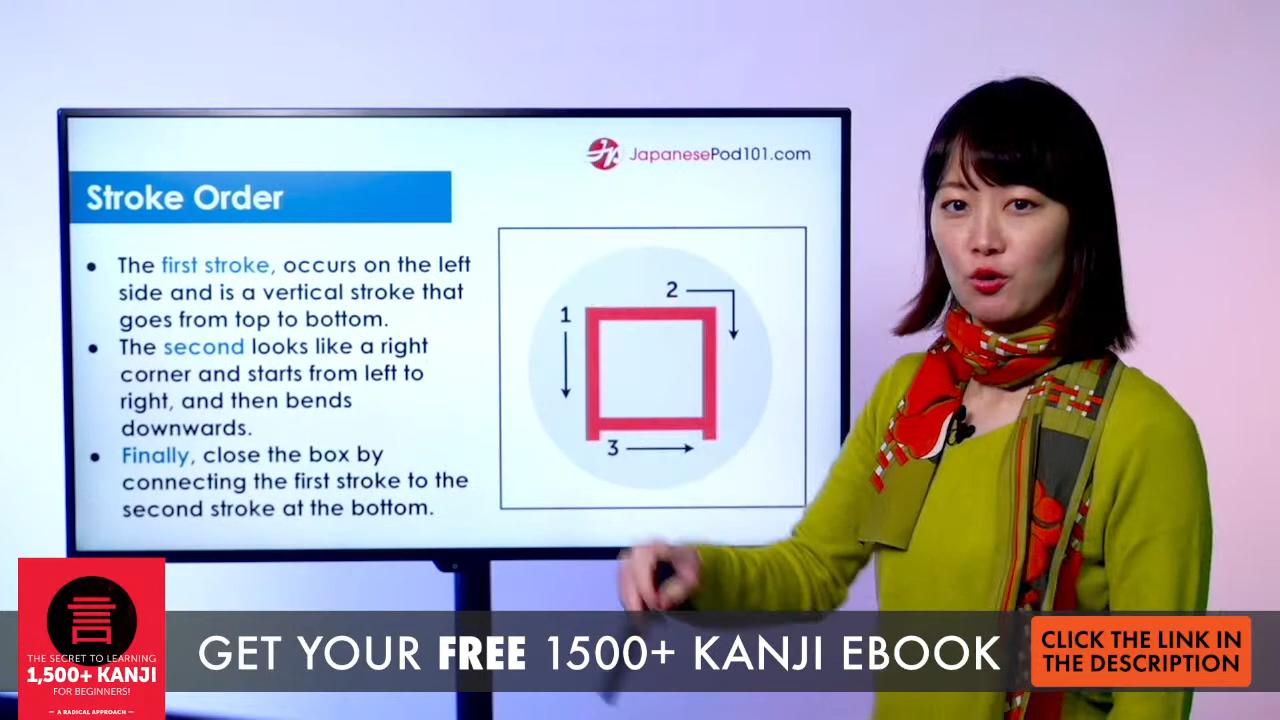 JapanesePod101.com
Stroke Order
• The first stroke, occurs on the left
side and is a vertical stroke that
goes from top to bottom.
• The second looks like a right
corner and starts from left to
right, and then bends
downwards.
• Finally, close the box by
connecting the first stroke to the
second stroke at the bottom.
1
2
口
3
言
THE SECRET TO LEARNING
1,500+ KANJI
FOR BEGINNERS!
— A RADICAL APPROACH —
GET YOUR FREE 1500+ KANJI EBOOK
CLICK THE LINK IN
THE DESCRIPTION